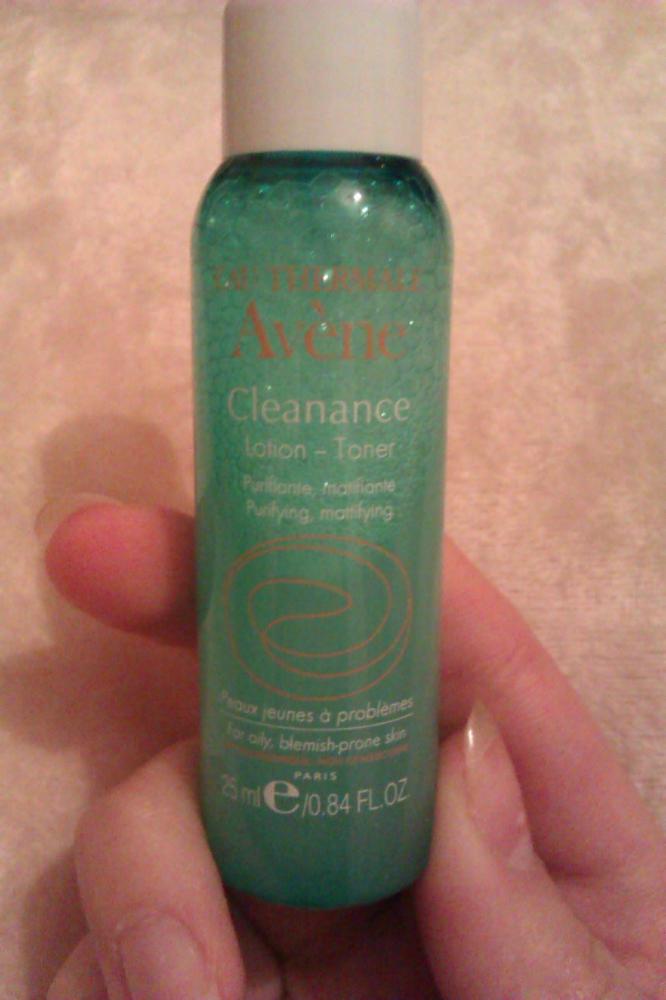 EAU THERMALE
Avène
Cleanance
Lotion – Toner
Purifiante, matifiante
Purifying, mattifying
Peaux jeunes à problèmes
For oily, blemish-prone skin
PARIS
25 ml e/0.84 FL.OZ.